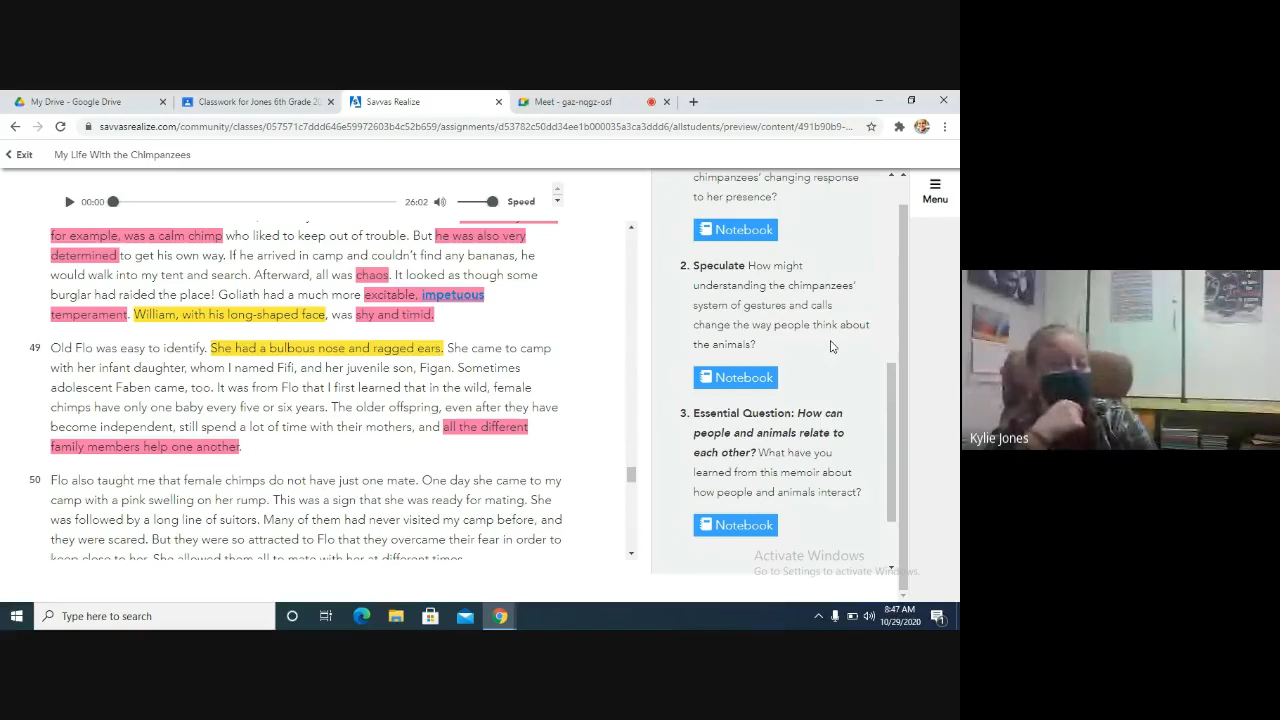 My Drive - Google Drive
Classwork for Jones 6th Grade 20
Savvas Realize
Meet - gaz-nqgz-osf
savvasrealize.com/community/classes/057571c7ddd646e59972603b4c52b659/assignments/d53782c50dd34ee1b000035a3ca3ddd6/allstudents/preview/content/491b90b9-...
Exit
My Life With the Chimpanzees
00:00
26:02
Speed
Menu
for example, was a calm chimp who liked to keep out of trouble. But he was also very
determined to get his own way. If he arrived in camp and couldn't find any bananas, he
would walk into my tent and search. Afterward, all was chaos. It looked as though some
burglar had raided the place! Goliath had a much more excitable, impetuous
temperament. William, with his long-shaped face, was shy and timid.
49 Old Flo was easy to identify. She had a bulbous nose and ragged ears. She came to camp
with her infant daughter, whom I named Fifi, and her juvenile son, Figan. Sometimes
adolescent Faben came, too. It was from Flo that I first learned that in the wild, female
chimps have only one baby every five or six years. The older offspring, even after they have
become independent, still spend a lot of time with their mothers, and all the different
family members help one another.
50 Flo also taught me that female chimps do not have just one mate. One day she came to my
camp with a pink swelling on her rump. This was a sign that she was ready for mating. She
was followed by a long line of suitors. Many of them had never visited my camp before, and
they were scared. But they were so attracted to Flo that they overcame their fear in order to
keep close to her. She allowed them all to mate with her at different times.
chimpanzees' changing response
to her presence?
Notebook
2. Speculate How might
understanding the chimpanzees'
system of gestures and calls
change the way people think about
the animals?
Notebook
3. Essential Question: How can
people and animals relate to
each other? What have you
learned from this memoir about
how people and animals interact?
Notebook
Activate Windows
Go to Settings to activate Windows.
Type here to search
8:47 AM
10/29/2020
1
Kylie Jones